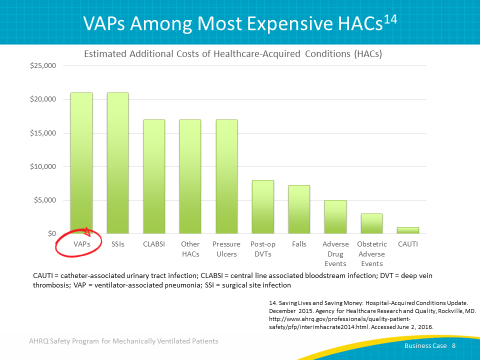 VAPs Among Most Expensive HACs14
Estimated Additional Costs of Healthcare-Acquired Conditions (HACs)
$25,000
$20,000
$15,000
$10,000
$5,000
$0
VAPs SSIs CLABSI Other HACs Pressure Ulcers Post-op DVTs Falls Adverse Drug Events Obstetric Adverse Events CAUTI
CAUTI = catheter-associated urinary tract infection; CLABSI = central line associated bloodstream infection; DVT = deep vein
thrombosis; VAP = ventilator-associated pneumonia; SSI = surgical site infection
14. Saving Lives and Saving Money: Hospital-Acquired Conditions Update.
December 2015. Agency for Healthcare Research and Quality, Rockville, MD.
http://www.ahrq.gov/professionals/quality-patient-
safety/pfp/interimhacrate2014.html. Accessed June 2, 2016.
AHRQ Safety Program for Mechanically Ventilated Patients
Business Case 8